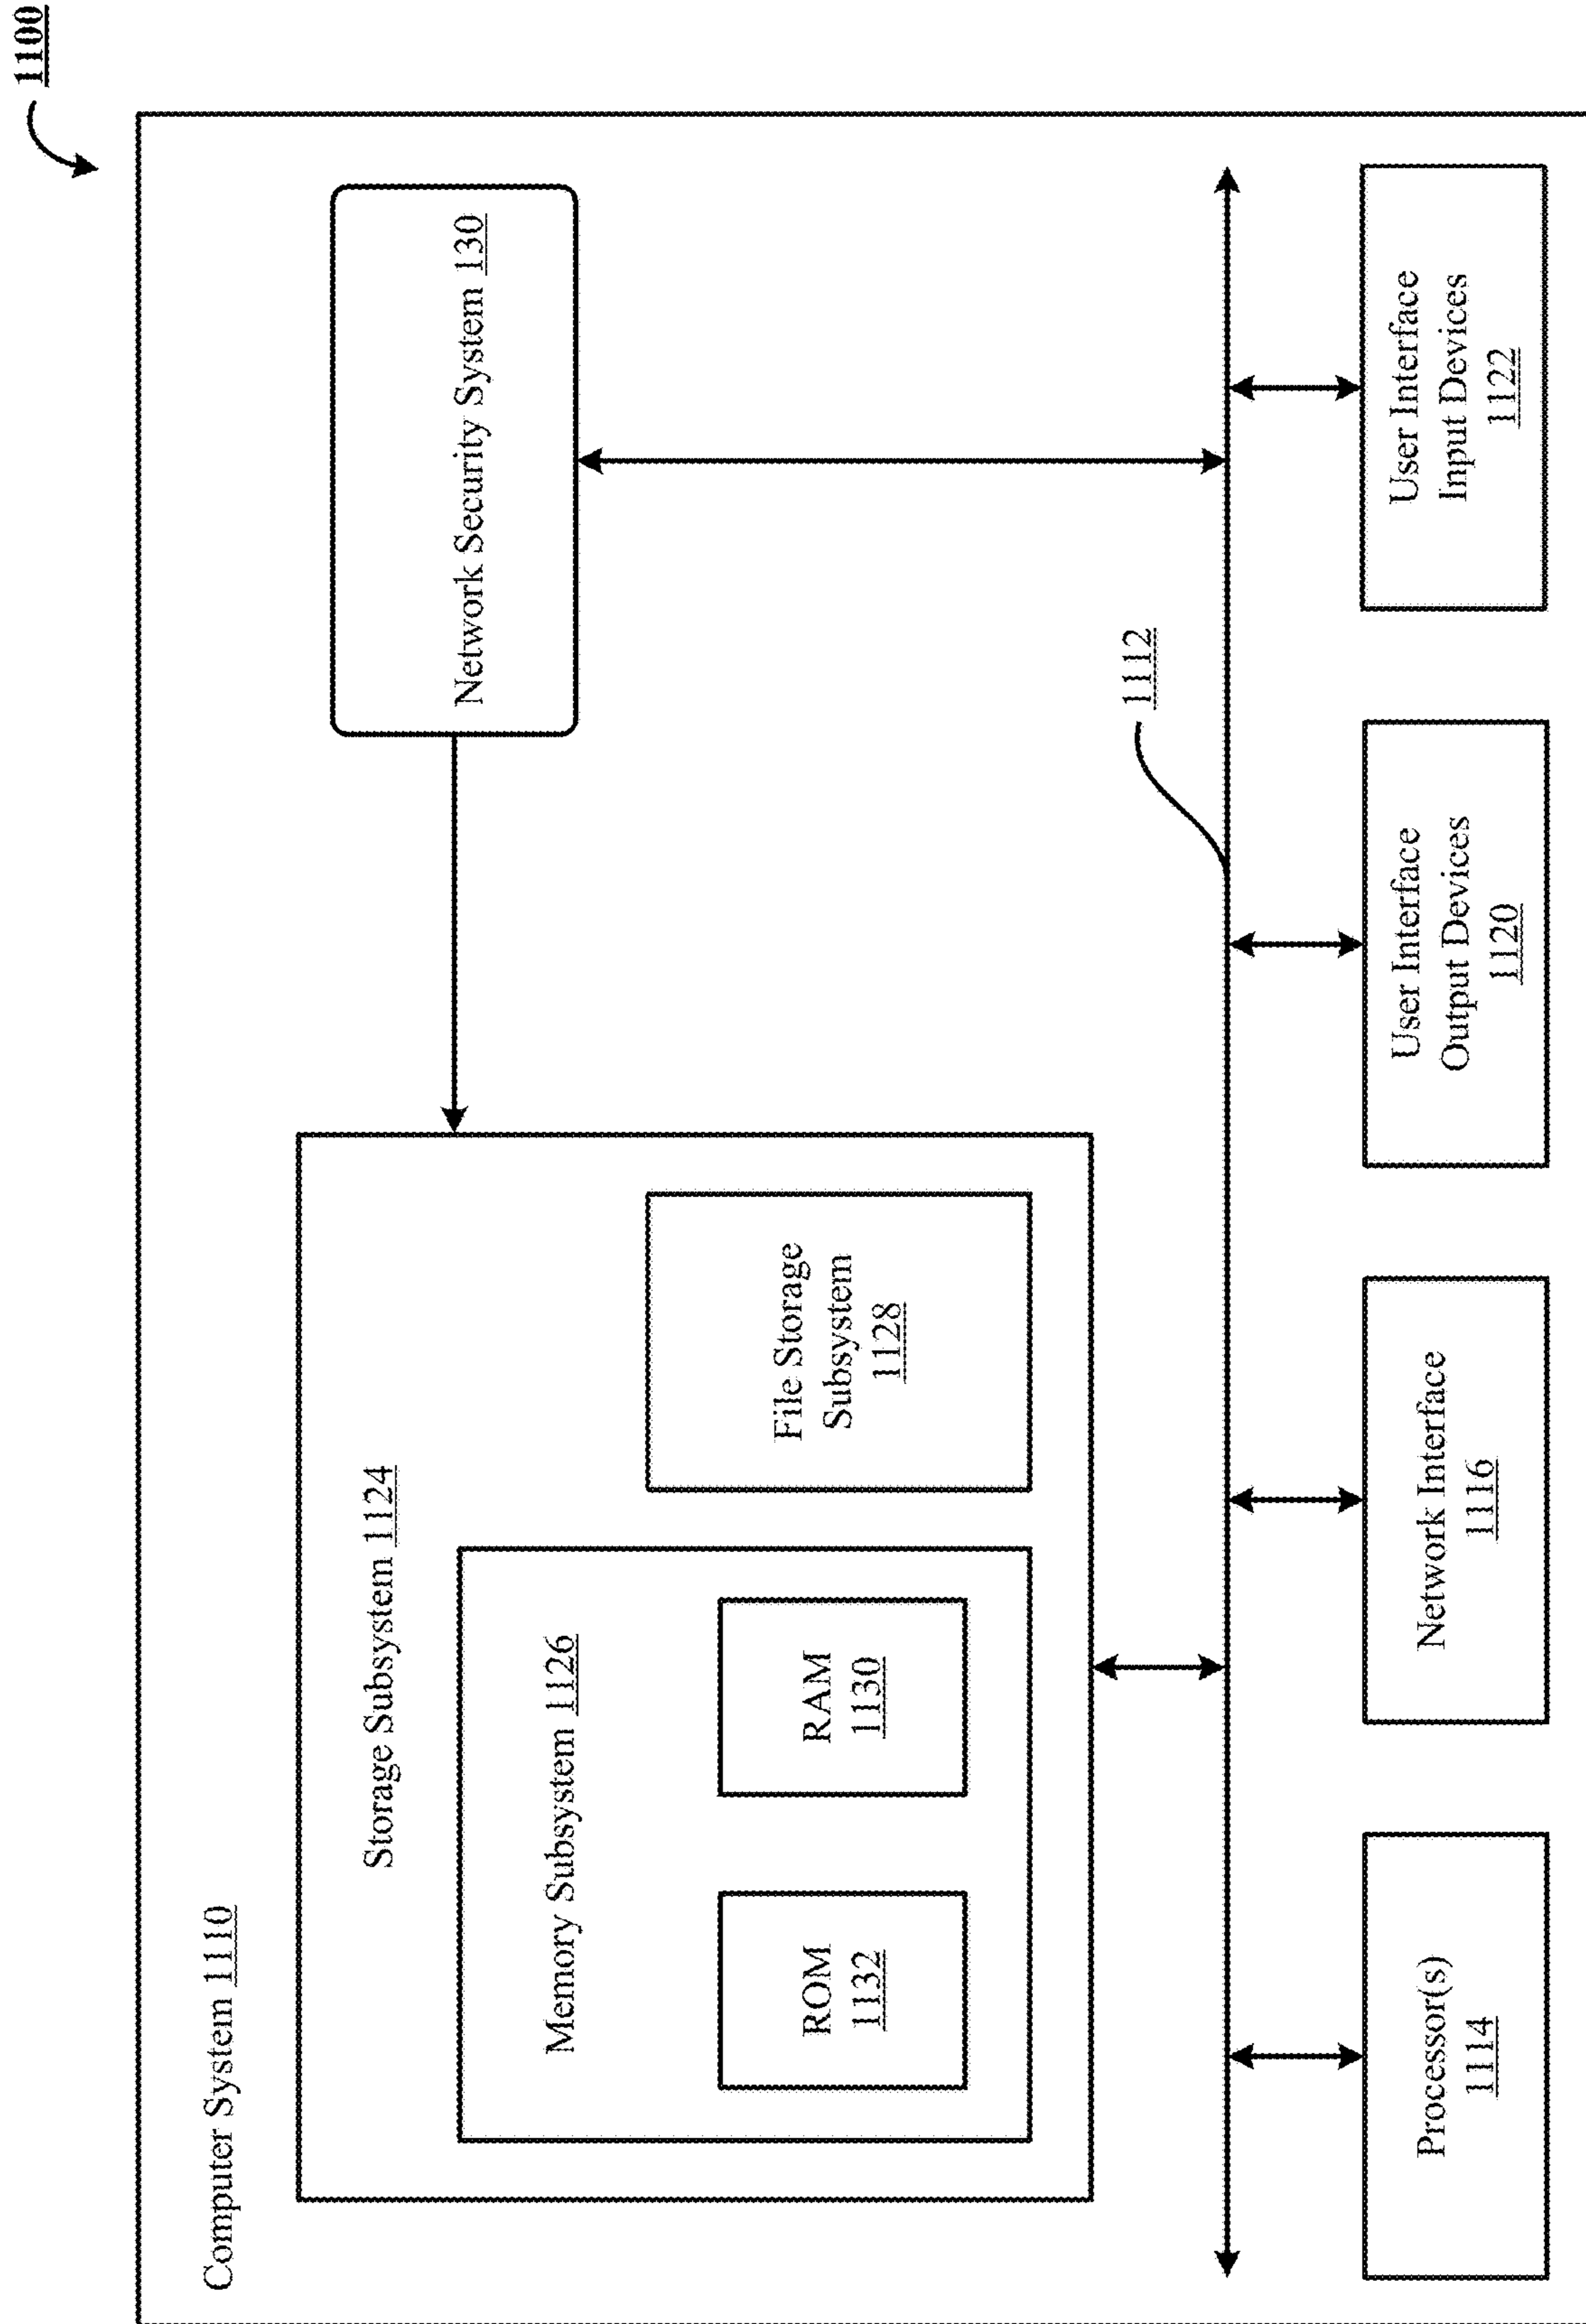 1100
Computer System 1110
Storage Subsystem 1124
Network Security System 130
Memory Subsystem 1126
ROM
1132
RAM
1130
File Storage
Subsystem
1128
1112
Processor(s)
1114
Network Interface
1116
User Interface
Output Devices
1120
User Interface
Input Devices
1122